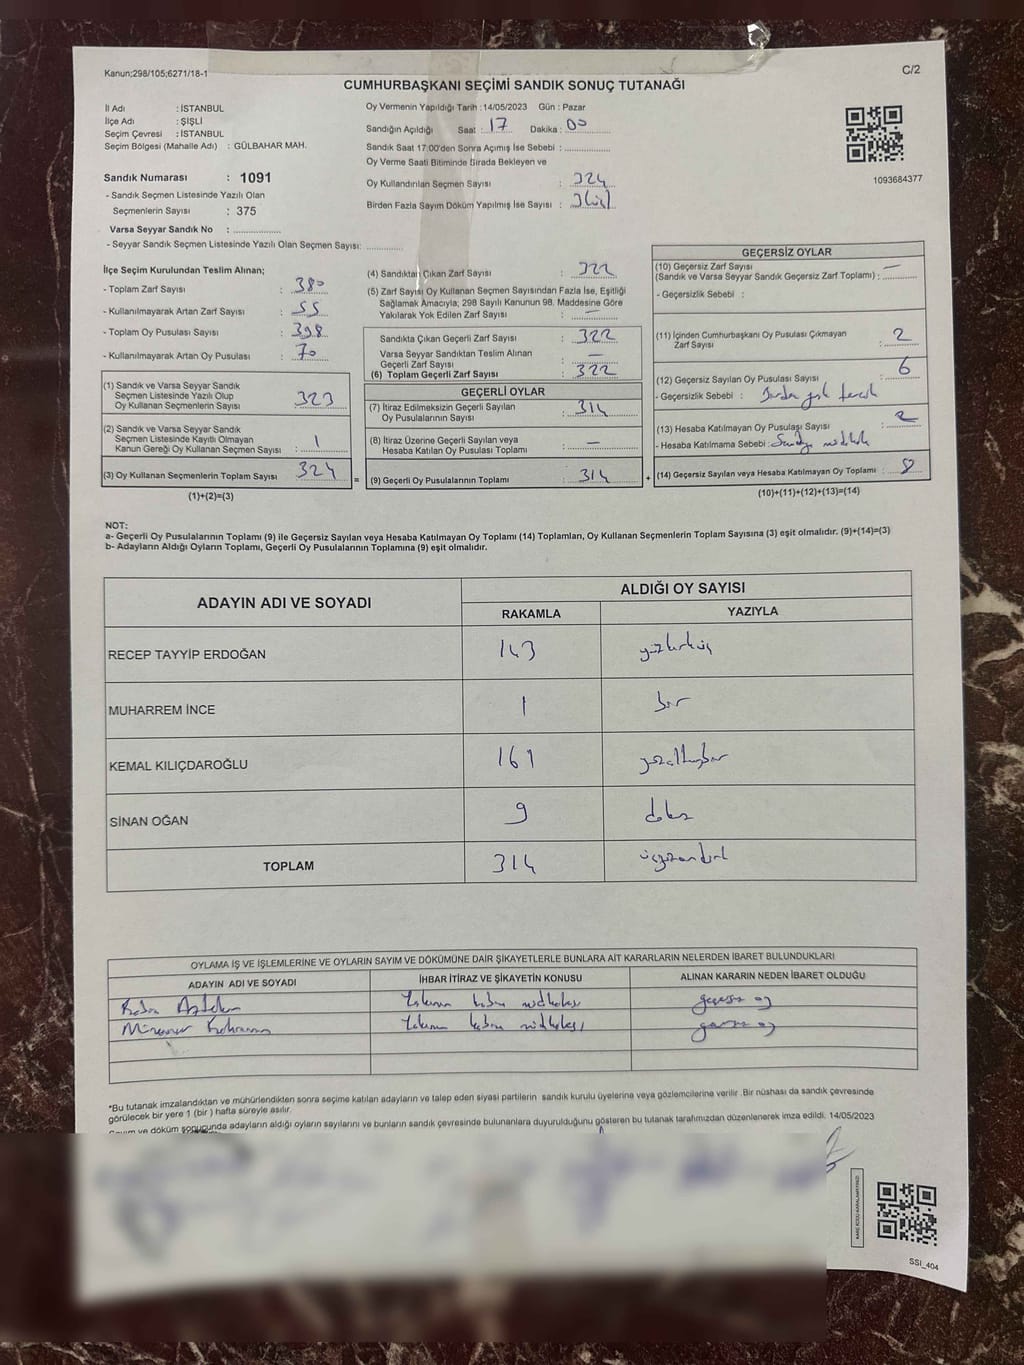 Kanun;298/105;6271/18-1
C/2
CUMHURBAŞKANI SEÇİMİ SANDIK SONUÇ TUTANAĞI
İl Adı : İSTANBUL
İlçe Adı : ŞİŞLİ
Seçim Çevresi : İSTANBUL
Seçim Bölgesi (Mahalle Adı) : GÜLBAHAR MAH.
Sandık Numarası : 1091
- Sandık Seçmen Listesinde Yazılı Olan
Seçmenlerin Sayısı : 375
Varsa Seyyar Sandık No :
- Seyyar Sandık Seçmen Listesinde Yazılı Olan Seçmen Sayısı:
Oy Vermenin Yapıldığı Tarih :14/05/2023 Gün : Pazar
Sandığın Açıldığı Saat : 17 Dakika : 00
Sandık Saat 17:00'den Sonra Açılmış İse Sebebi :
Oy Verme Saati Bitiminde Sırada Bekleyen ve
Oy Kullandırılan Seçmen Sayısı : 324
Birden Fazla Sayım Döküm Yapılmış İse Sayısı :
1093684377
İlçe Seçim Kurulundan Teslim Alınan;
- Toplam Zarf Sayısı : 380
- Kullanılmayarak Artan Zarf Sayısı : 55
- Toplam Oy Pusulası Sayısı : 398
- Kullanılmayarak Artan Oy Pusulası : 70
(1) Sandık ve Varsa Seyyar Sandık
Seçmen Listesinde Yazılı Olup
Oy Kullanan Seçmenlerin Sayısı : 323
(2) Sandık ve Varsa Seyyar Sandık
Seçmen Listesinde Kayıtlı Olmayan
Kanun Gereği Oy Kullanan Seçmen Sayısı : 1
(3) Oy Kullanan Seçmenlerin Toplam Sayısı : 324
(1)+(2)=(3)
=
(4) Sandıktan Çıkan Zarf Sayısı : 322
(5) Zarf Sayısı Oy Kullanan Seçmen Sayısından Fazla İse, Eşitliği
Sağlamak Amacıyla; 298 Sayılı Kanunun 98. Maddesine Göre
Yakılarak Yok Edilen Zarf Sayısı : —
Sandıkta Çıkan Geçerli Zarf Sayısı : 322
Varsa Seyyar Sandıktan Teslim Alınan
Geçerli Zarf Sayısı : —
(6) Toplam Geçerli Zarf Sayısı : 322
GEÇERLİ OYLAR
(7) İtiraz Edilmeksizin Geçerli Sayılan
Oy Pusulalarının Sayısı : 314
(8) İtiraz Üzerine Geçerli Sayılan veya
Hesaba Katılan Oy Pusulası Toplamı : —
(9) Geçerli Oy Pusulalarının Toplamı : 314
+
GEÇERSİZ OYLAR
(10) Geçersiz Zarf Sayısı
(Sandık ve Varsa Seyyar Sandık Geçersiz Zarf Toplamı) : —
- Geçersizlik Sebebi :
(11) İçinden Cumhurbaşkanı Oy Pusulası Çıkmayan
Zarf Sayısı : 2
(12) Geçersiz Sayılan Oy Pusulası Sayısı : 6
- Geçersizlik Sebebi :
(13) Hesaba Katılmayan Oy Pusulası Sayısı : 2
- Hesaba Katılmama Sebebi :
(14) Geçersiz Sayılan veya Hesaba Katılmayan Oy Toplamı : 8
(10)+(11)+(12)+(13)=(14)
NOT:
a- Geçerli Oy Pusulalarının Toplamı (9) ile Geçersiz Sayılan veya Hesaba Katılmayan Oy Toplamı (14) Toplamları, Oy Kullanan Seçmenlerin Toplam Sayısına (3) eşit olmalıdır. (9)+(14)=(3)
b- Adayların Aldığı Oyların Toplamı, Geçerli Oy Pusulalarının Toplamına (9) eşit olmalıdır.
ADAYIN ADI VE SOYADI
ALDIĞI OY SAYISI
RAKAMLA YAZIYLA
RECEP TAYYİP ERDOĞAN 143 yüzkırküç
MUHARREM İNCE 1 bir
KEMAL KILIÇDAROĞLU 161 yüzaltmışbir
SİNAN OĞAN 9 dokuz
TOPLAM 314 üçyüzondört
OYLAMA İŞ VE İŞLEMLERİNE VE OYLARIN SAYIM VE DÖKÜMÜNE DAİR ŞİKAYETLERLE BUNLARA AİT KARARLARIN NELERDEN İBARET BULUNDUKLARI
ADAYIN ADI VE SOYADI İHBAR İTİRAZ VE ŞİKAYETİN KONUSU ALINAN KARARIN NEDEN İBARET OLDUĞU
geçersiz oy
geçersiz oy
*Bu tutanak imzalandıktan ve mühürlendikten sonra seçime katılan adayların ve talep eden siyasi partilerin sandık kurulu üyelerine veya gözlemcilerine verilir .Bir nüshası da sandık çevresinde
görülecek bir yere 1 (bir ) hafta süreyle asılır.
Sayım ve döküm sonucunda adayların aldığı oyların sayılarını ve bunların sandık çevresinde bulunanlara duyurulduğunu gösteren bu tutanak tarafımızdan düzenlenerek imza edildi. 14/05/2023
SSI_404